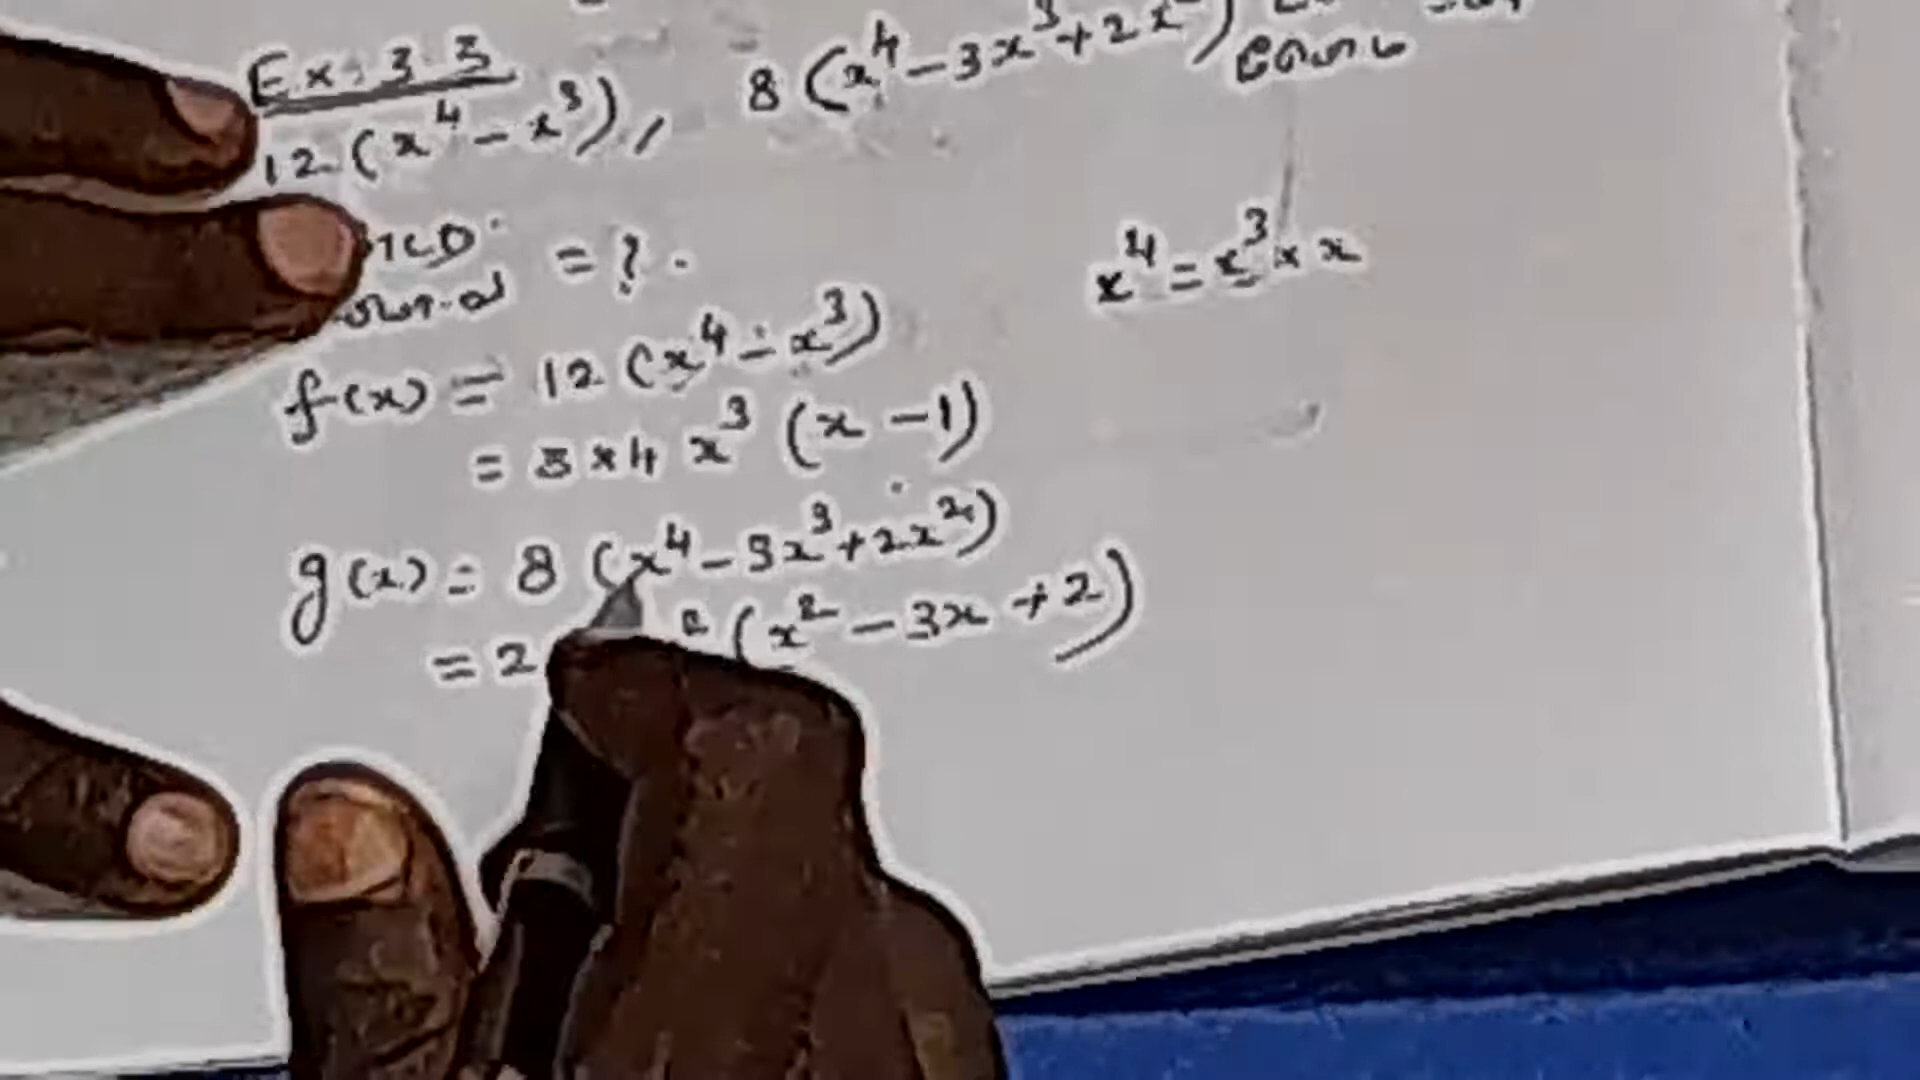 Ex: 3.3
12 (x⁴ - x³), 8 (x⁴ - 3x³ + 2x²)
= ?.
x⁴ = x³ × x
f(x) = 12 (x⁴ - x³)
= 3 × 4 x³ (x - 1)
g(x) = 8 (x⁴ - 3x³ + 2x²)
= 2 ² (x² - 3x + 2)